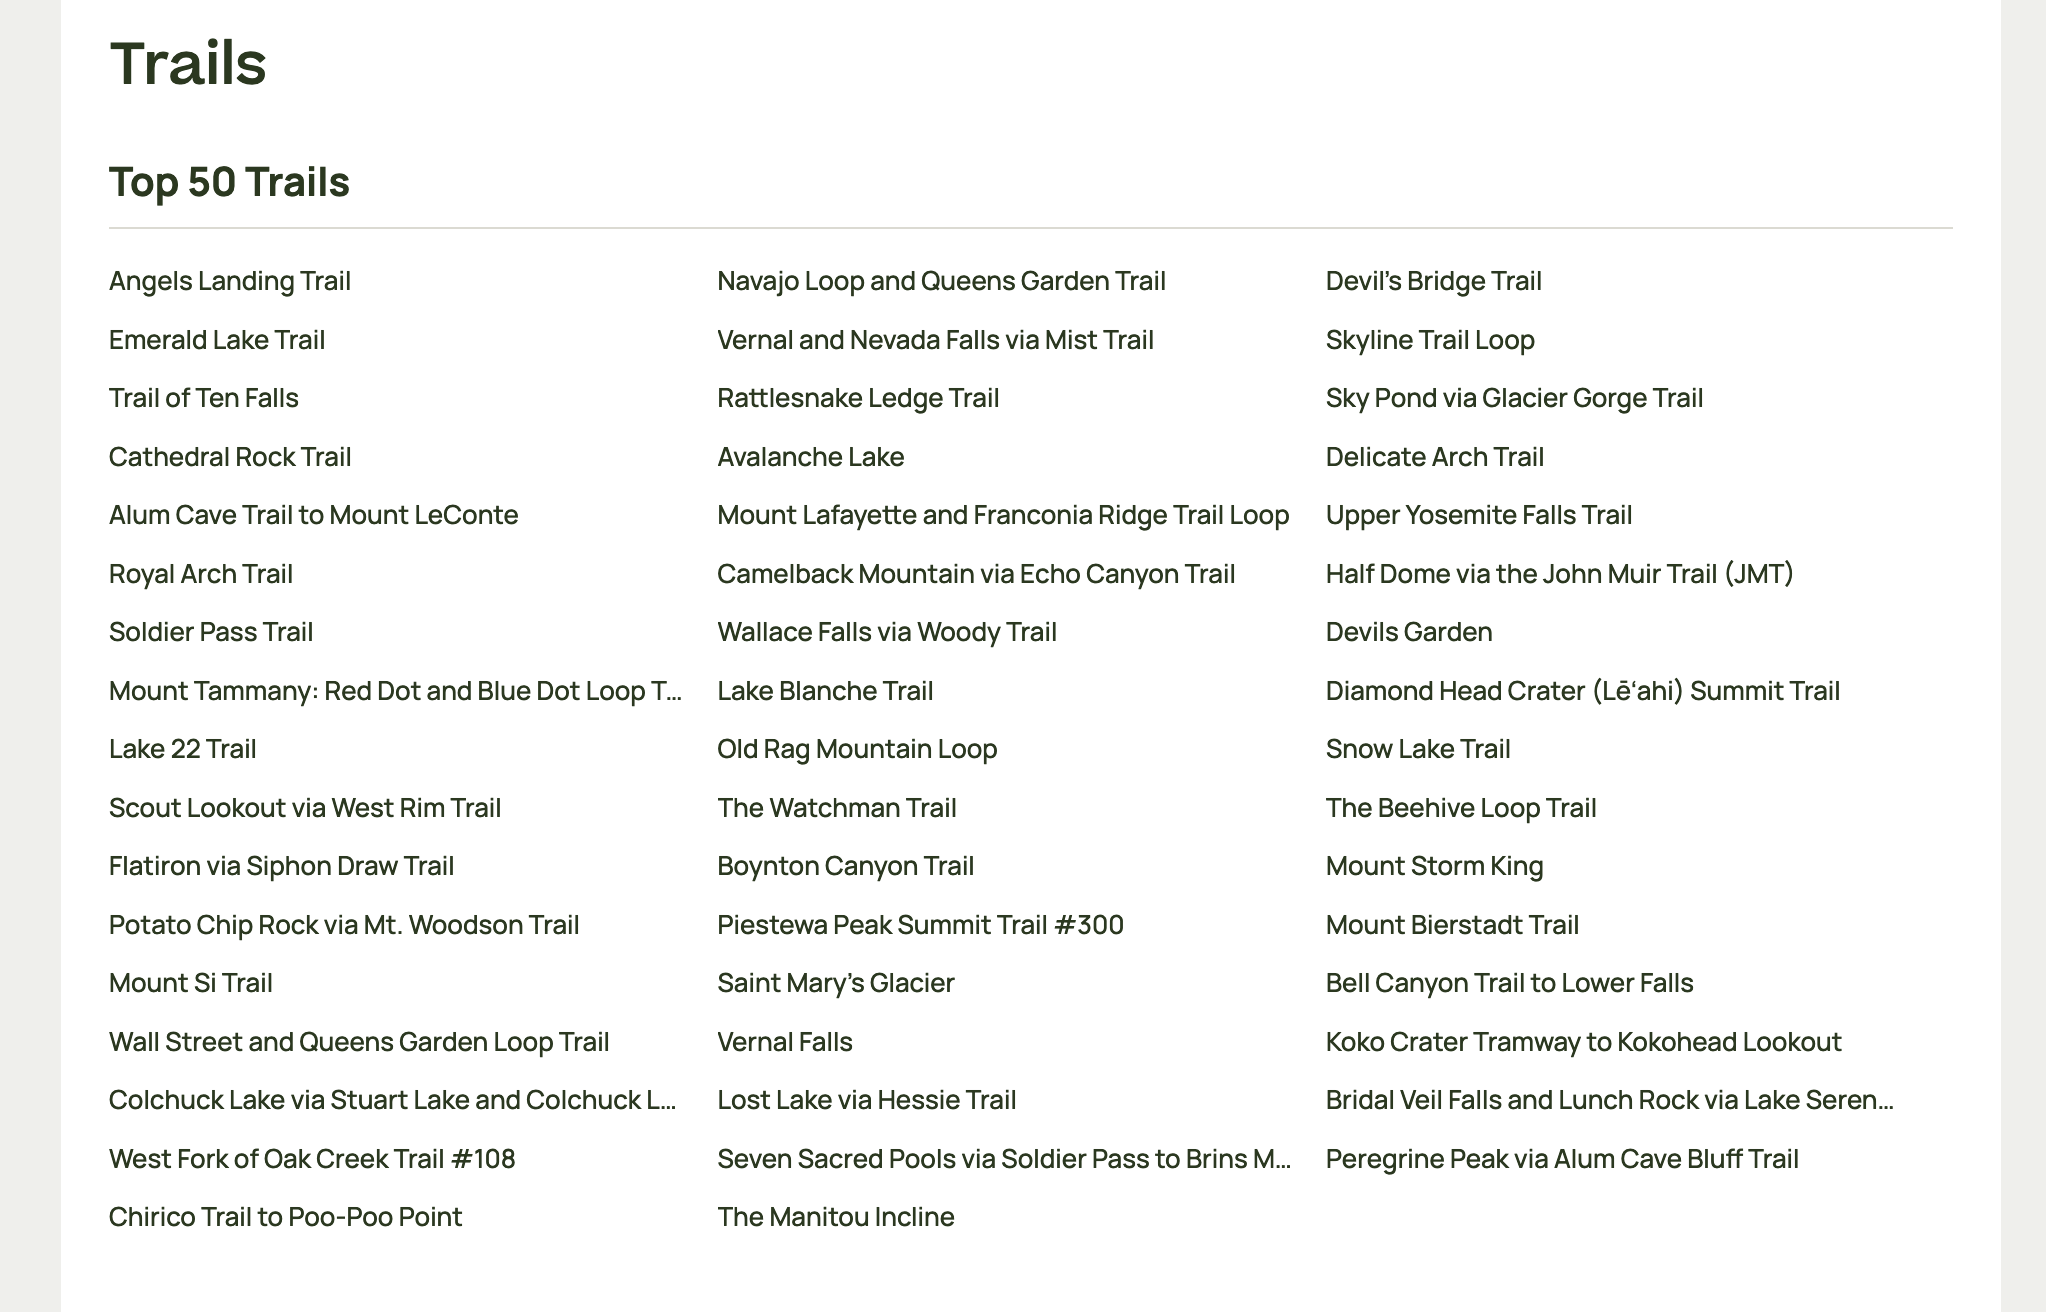 Trails
Top 50 Trails
Angels Landing Trail
Navajo Loop and Queens Garden Trail
Devil's Bridge Trail
Emerald Lake Trail
Vernal and Nevada Falls via Mist Trail
Skyline Trail Loop
Trail of Ten Falls
Rattlesnake Ledge Trail
Sky Pond via Glacier Gorge Trail
Cathedral Rock Trail
Avalanche Lake
Delicate Arch Trail
Alum Cave Trail to Mount LeConte
Mount Lafayette and Franconia Ridge Trail Loop
Upper Yosemite Falls Trail
Royal Arch Trail
Camelback Mountain via Echo Canyon Trail
Half Dome via the John Muir Trail (JMT)
Soldier Pass Trail
Wallace Falls via Woody Trail
Devils Garden
Mount Tammany: Red Dot and Blue Dot Loop T...
Lake Blanche Trail
Diamond Head Crater (Lēʻahi) Summit Trail
Lake 22 Trail
Old Rag Mountain Loop
Snow Lake Trail
Scout Lookout via West Rim Trail
The Watchman Trail
The Beehive Loop Trail
Flatiron via Siphon Draw Trail
Boynton Canyon Trail
Mount Storm King
Potato Chip Rock via Mt. Woodson Trail
Piestewa Peak Summit Trail #300
Mount Bierstadt Trail
Mount Si Trail
Saint Mary's Glacier
Bell Canyon Trail to Lower Falls
Wall Street and Queens Garden Loop Trail
Vernal Falls
Koko Crater Tramway to Kokohead Lookout
Colchuck Lake via Stuart Lake and Colchuck L...
Lost Lake via Hessie Trail
Bridal Veil Falls and Lunch Rock via Lake Seren...
West Fork of Oak Creek Trail #108
Seven Sacred Pools via Soldier Pass to Brins M...
Peregrine Peak via Alum Cave Bluff Trail
Chirico Trail to Poo-Poo Point
The Manitou Incline